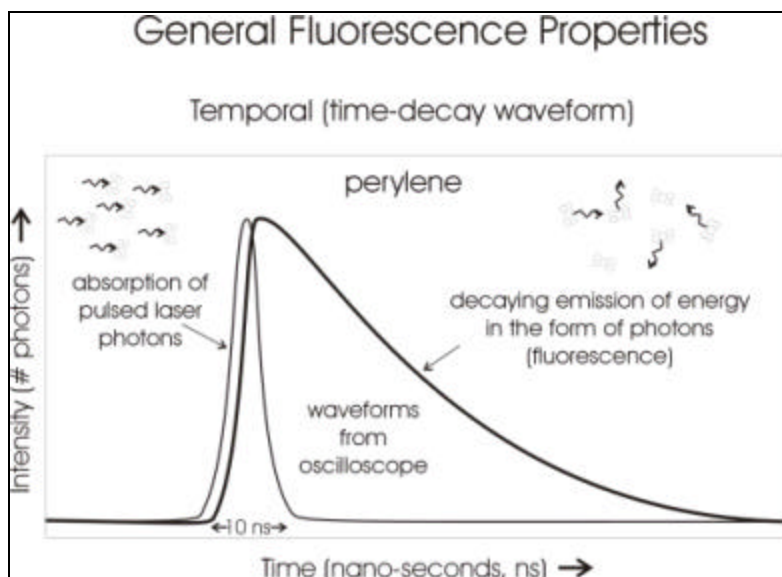 General Fluorescence Properties
Temporal (time-decay waveform)
perylene
absorption of
pulsed laser
photons
decaying emission of energy
in the form of photons
(fluorescence)
waveforms
from
oscilloscope
10 ns
Intensity (# photons)
Time (nano-seconds, ns)